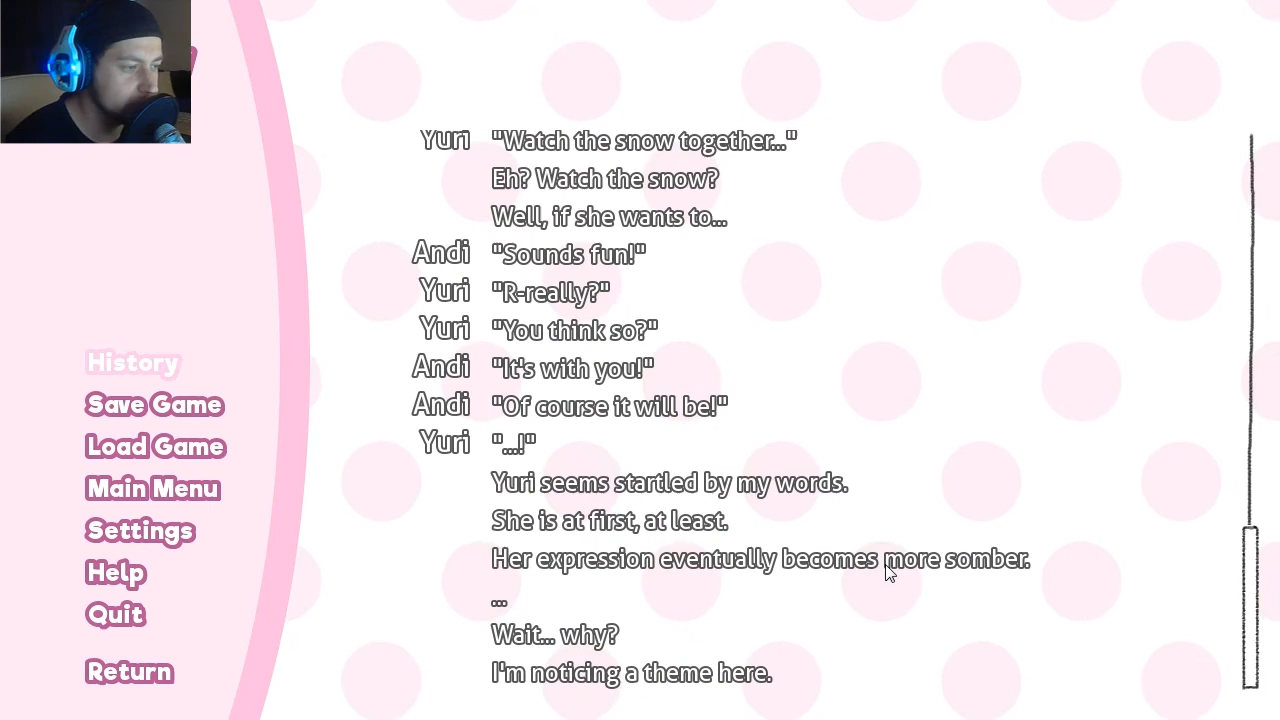 Yuri "Watch the snow together..."
Eh? Watch the snow?
Well, if she wants to...
Andi "Sounds fun!"
Yuri "R-really?"
Yuri "You think so?"
Andi "It's with you!"
Andi "Of course it will be!"
Yuri "...!"
Yuri seems startled by my words.
She is at first, at least.
Her expression eventually becomes more somber.
...
Wait... why?
I'm noticing a theme here.
History
Save Game
Load Game
Main Menu
Settings
Help
Quit
Return